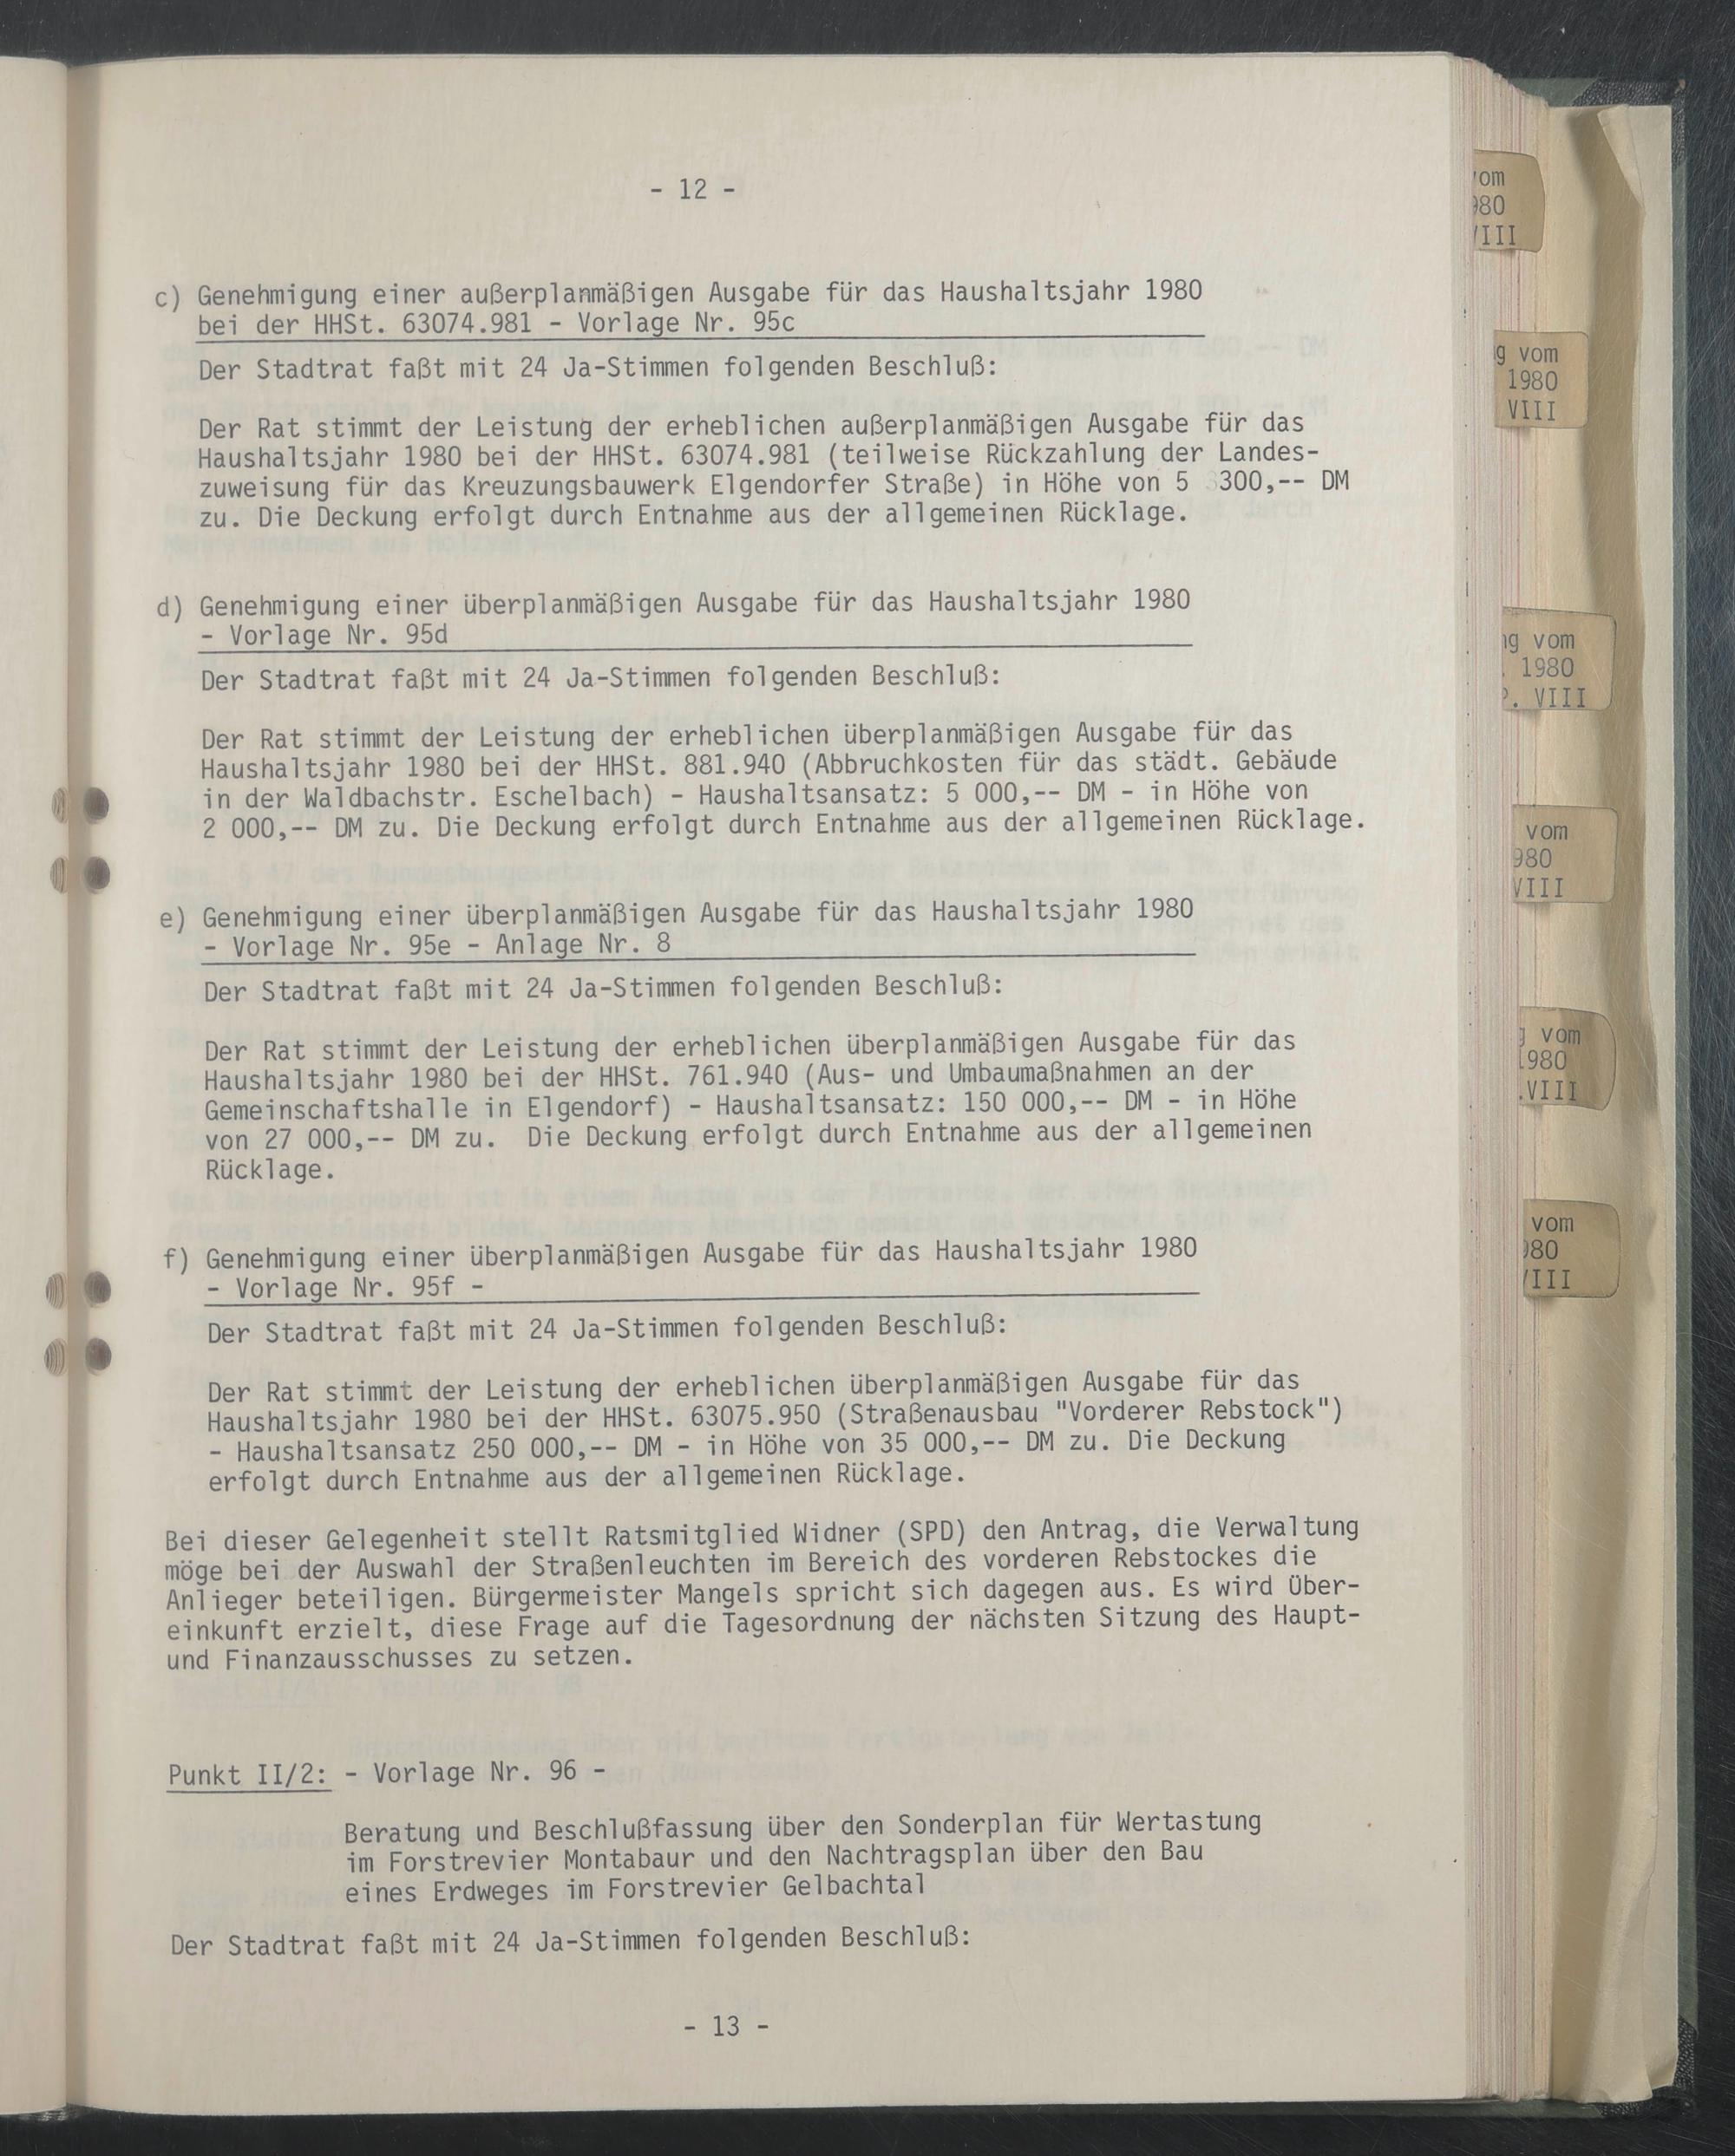 - 12 -
c) Genehmigung einer außerplanmäßigen Ausgabe für das Haushaltsjahr 1980
bei der HHSt. 63074.981 - Vorlage Nr. 95c
Der Stadtrat faßt mit 24 Ja-Stimmen folgenden Beschluß:
Der Rat stimmt der Leistung der erheblichen außerplanmäßigen Ausgabe für das
Haushaltsjahr 1980 bei der HHSt. 63074.981 (teilweise Rückzahlung der Landes-
zuweisung für das Kreuzungsbauwerk Elgendorfer Straße) in Höhe von 5 300,-- DM
zu. Die Deckung erfolgt durch Entnahme aus der allgemeinen Rücklage.
d) Genehmigung einer überplanmäßigen Ausgabe für das Haushaltsjahr 1980
- Vorlage Nr. 95d
Der Stadtrat faßt mit 24 Ja-Stimmen folgenden Beschluß:
Der Rat stimmt der Leistung der erheblichen überplanmäßigen Ausgabe für das
Haushaltsjahr 1980 bei der HHSt. 881.940 (Abbruchkosten für das städt. Gebäude
in der Waldbachstr. Eschelbach) - Haushaltsansatz: 5 000,-- DM - in Höhe von
2 000,-- DM zu. Die Deckung erfolgt durch Entnahme aus der allgemeinen Rücklage.
e) Genehmigung einer überplanmäßigen Ausgabe für das Haushaltsjahr 1980
- Vorlage Nr. 95e - Anlage Nr. 8
Der Stadtrat faßt mit 24 Ja-Stimmen folgenden Beschluß:
Der Rat stimmt der Leistung der erheblichen überplanmäßigen Ausgabe für das
Haushaltsjahr 1980 bei der HHSt. 761.940 (Aus- und Umbaumaßnahmen an der
Gemeinschaftshalle in Elgendorf) - Haushaltsansatz: 150 000,-- DM - in Höhe
von 27 000,-- DM zu. Die Deckung erfolgt durch Entnahme aus der allgemeinen
Rücklage.
f) Genehmigung einer überplanmäßigen Ausgabe für das Haushaltsjahr 1980
- Vorlage Nr. 95f -
Der Stadtrat faßt mit 24 Ja-Stimmen folgenden Beschluß:
Der Rat stimmt der Leistung der erheblichen überplanmäßigen Ausgabe für das
Haushaltsjahr 1980 bei der HHSt. 63075.950 (Straßenausbau "Vorderer Rebstock")
- Haushaltsansatz 250 000,-- DM - in Höhe von 35 000,-- DM zu. Die Deckung
erfolgt durch Entnahme aus der allgemeinen Rücklage.
Bei dieser Gelegenheit stellt Ratsmitglied Widner (SPD) den Antrag, die Verwaltung
möge bei der Auswahl der Straßenleuchten im Bereich des vorderen Rebstockes die
Anlieger beteiligen. Bürgermeister Mangels spricht sich dagegen aus. Es wird Über-
einkunft erzielt, diese Frage auf die Tagesordnung der nächsten Sitzung des Haupt-
und Finanzausschusses zu setzen.
Punkt II/2: - Vorlage Nr. 96 -
Beratung und Beschlußfassung über den Sonderplan für Wertastung
im Forstrevier Montabaur und den Nachtragsplan über den Bau
eines Erdweges im Forstrevier Gelbachtal
Der Stadtrat faßt mit 24 Ja-Stimmen folgenden Beschluß:
- 13 -
vom
1980
VIII
vom
1980
VIII
vom
VIII
vom
1980
VIII
vom